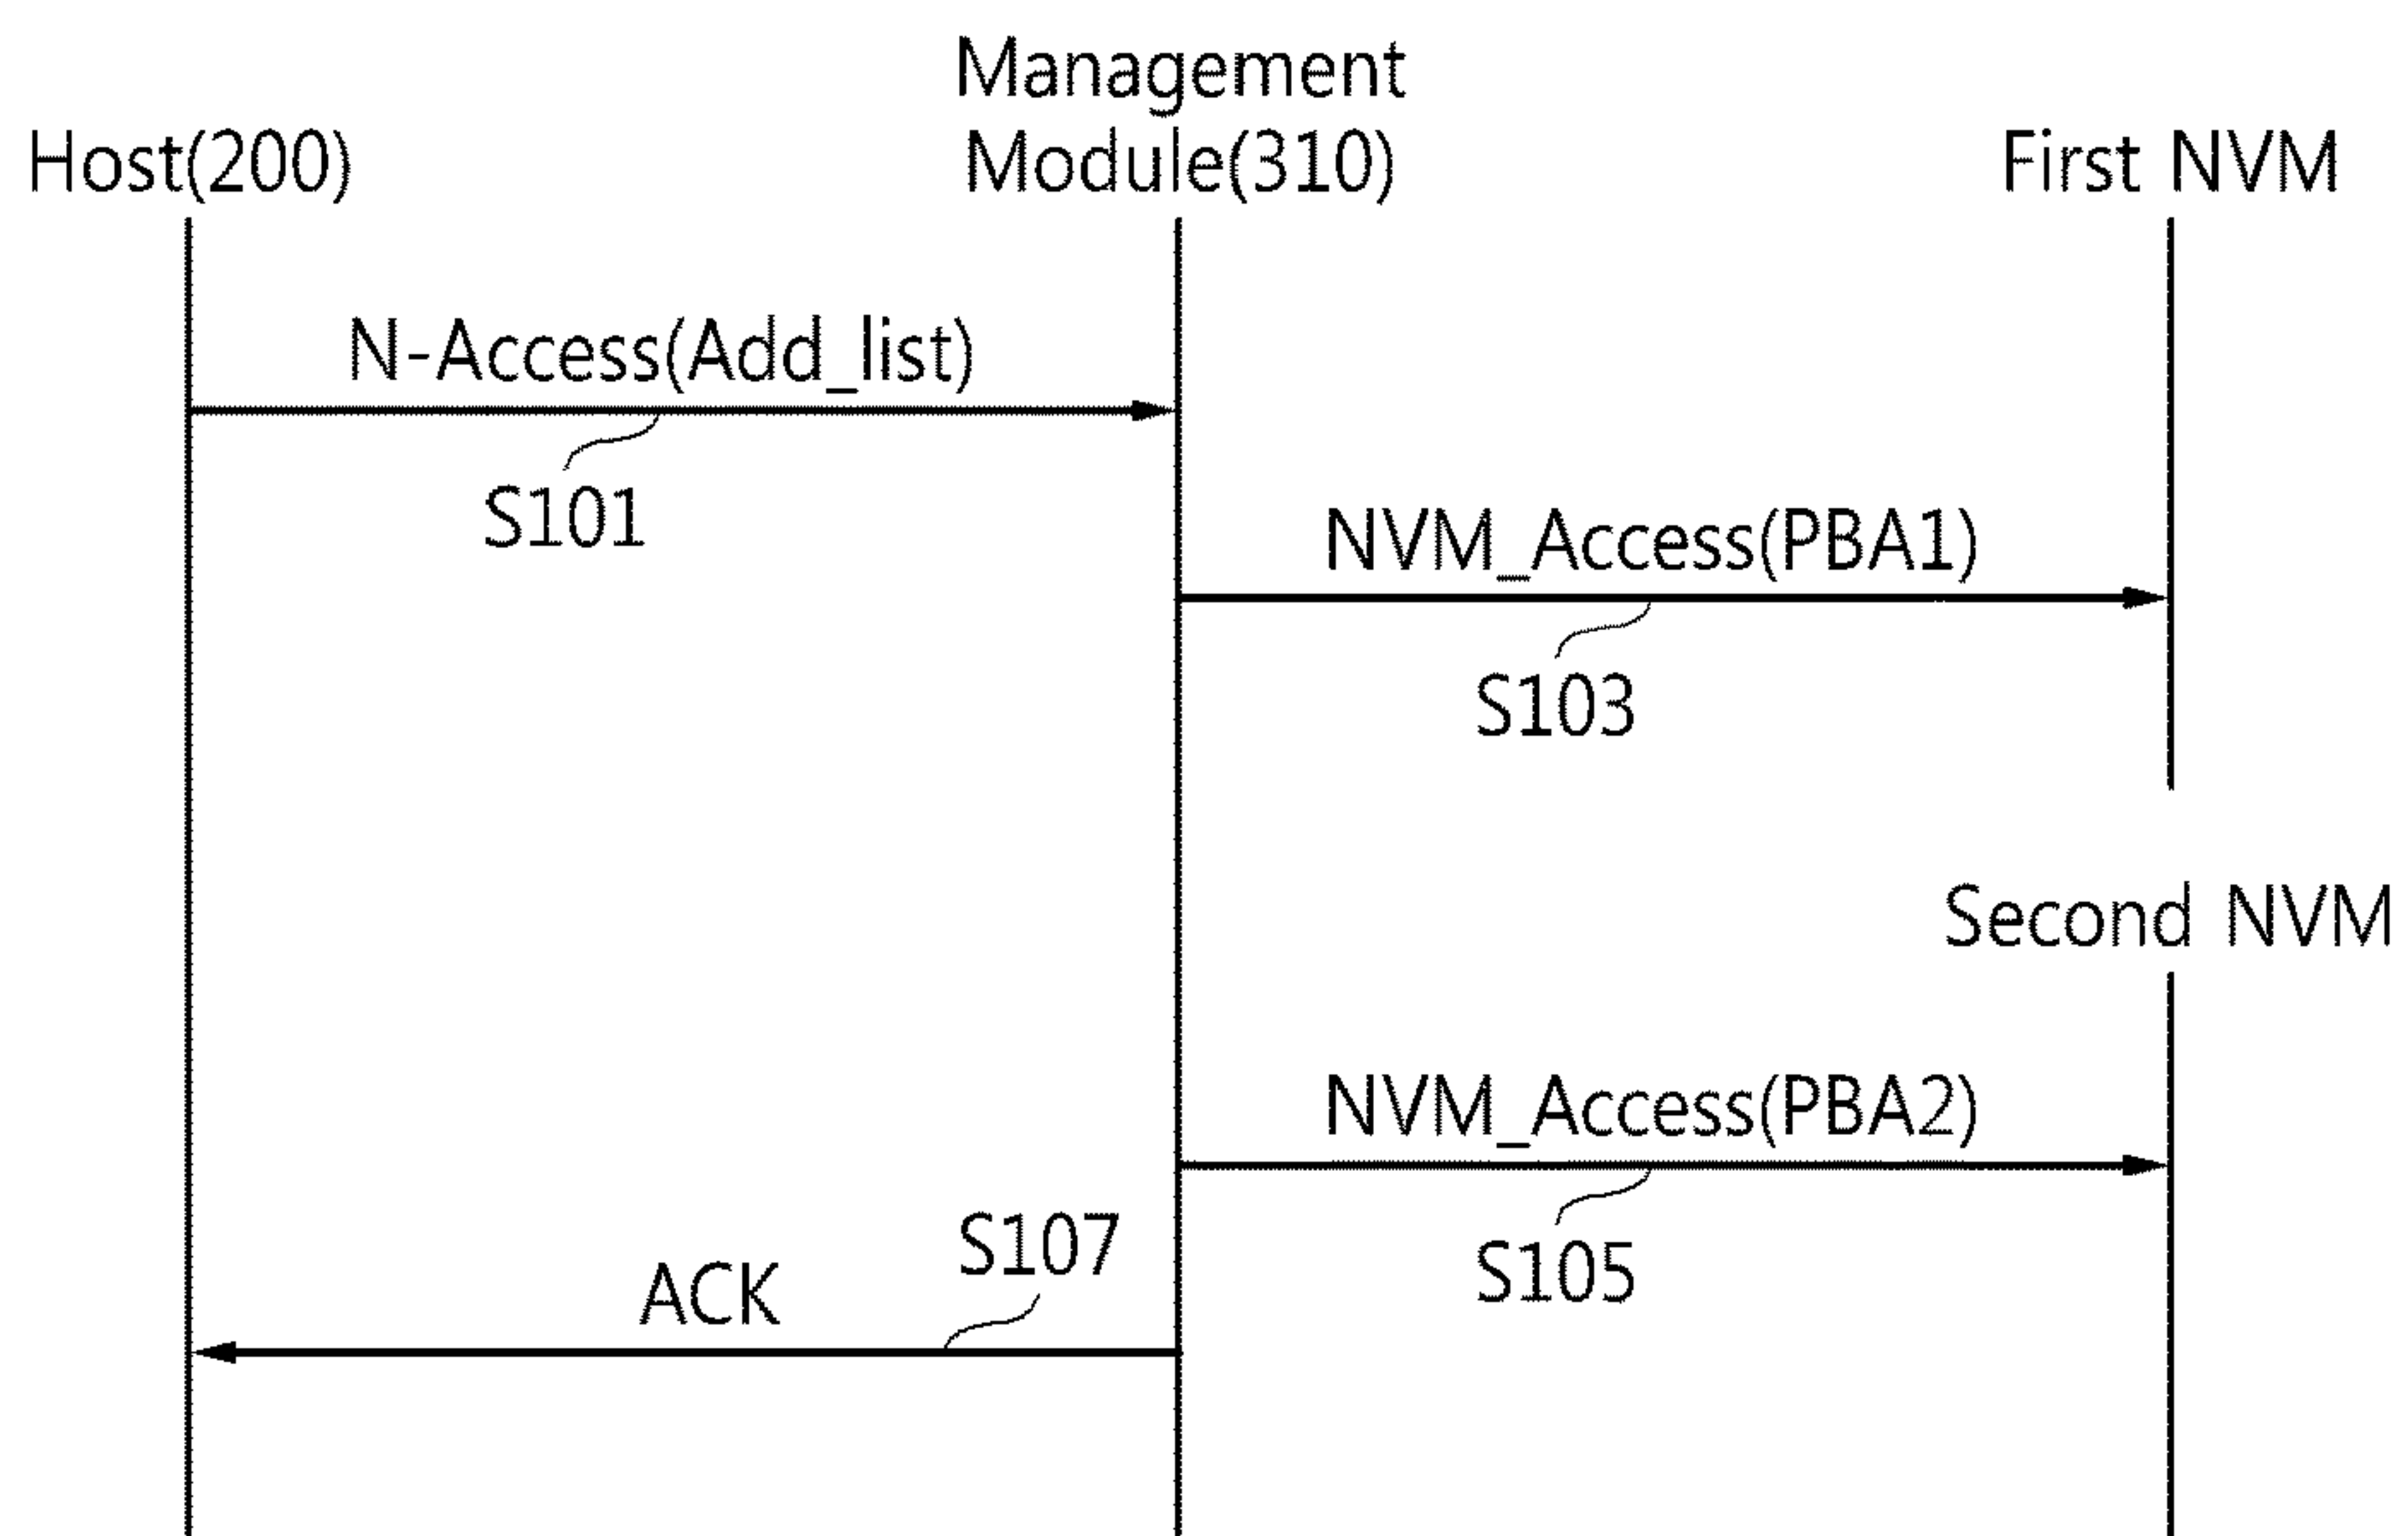 Management
Host(200)
Module(310)
First NVM
N-Access(Add_list)
S101
NVM_Access(PBA1)
S103
Second NVM
NVM_Access(PBA2)
S107
S105
ACK